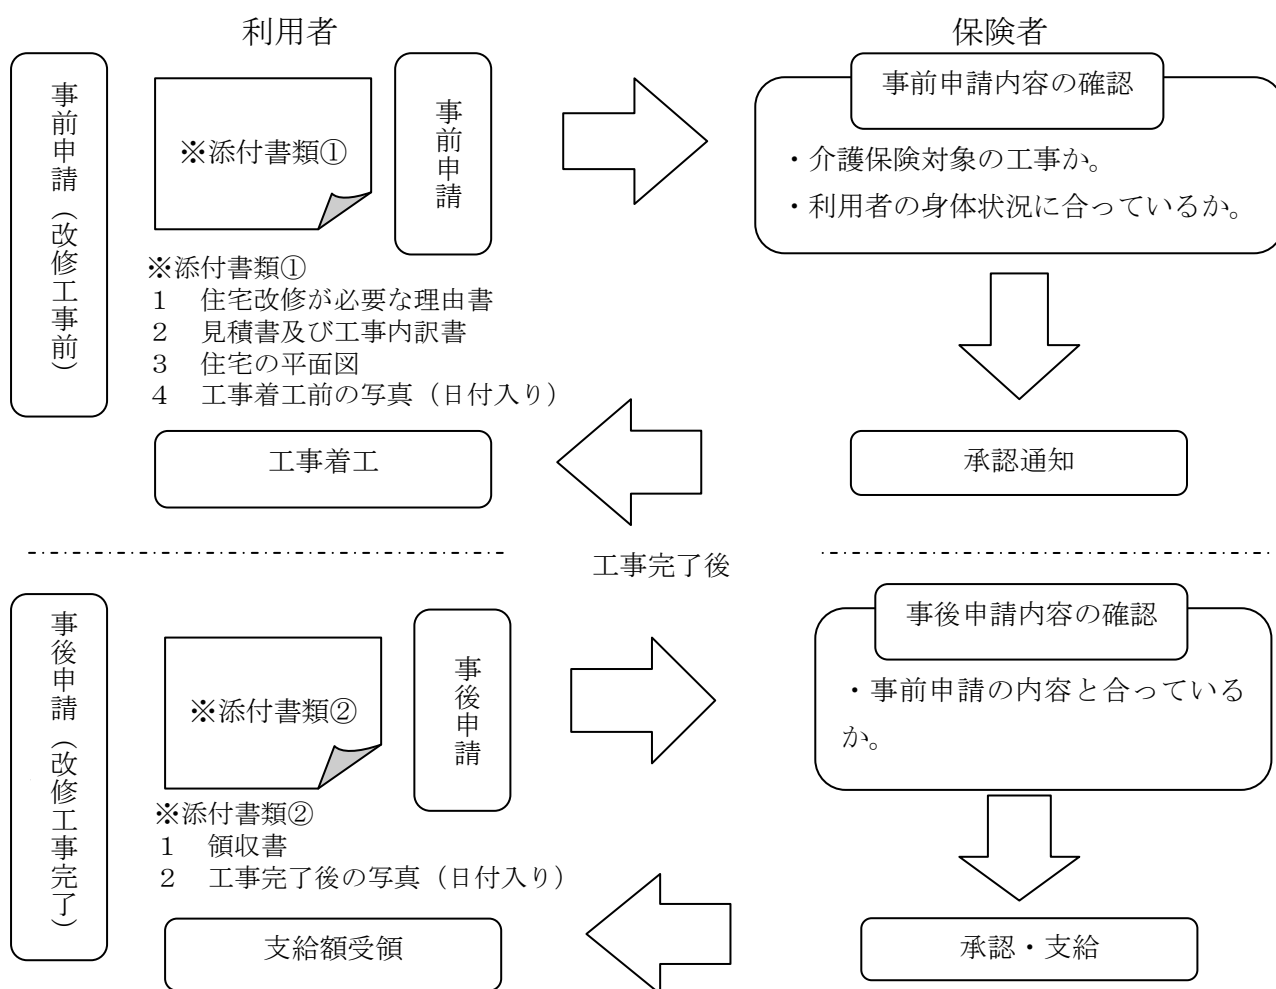 利用者
保険者
事前申請（改修工事前）
※添付書類①
事前申請
事前申請内容の確認
・介護保険対象の工事か。
・利用者の身体状況に合っているか。
※添付書類①
１　住宅改修が必要な理由書
２　見積書及び工事内訳書
３　住宅の平面図
４　工事着工前の写真（日付入り）
工事着工
承認通知
工事完了後
事後申請（改修工事完了）
※添付書類②
事後申請
事後申請内容の確認
・事前申請の内容と合っている
か。
※添付書類②
１　領収書
２　工事完了後の写真（日付入り）
支給額受領
承認・支給